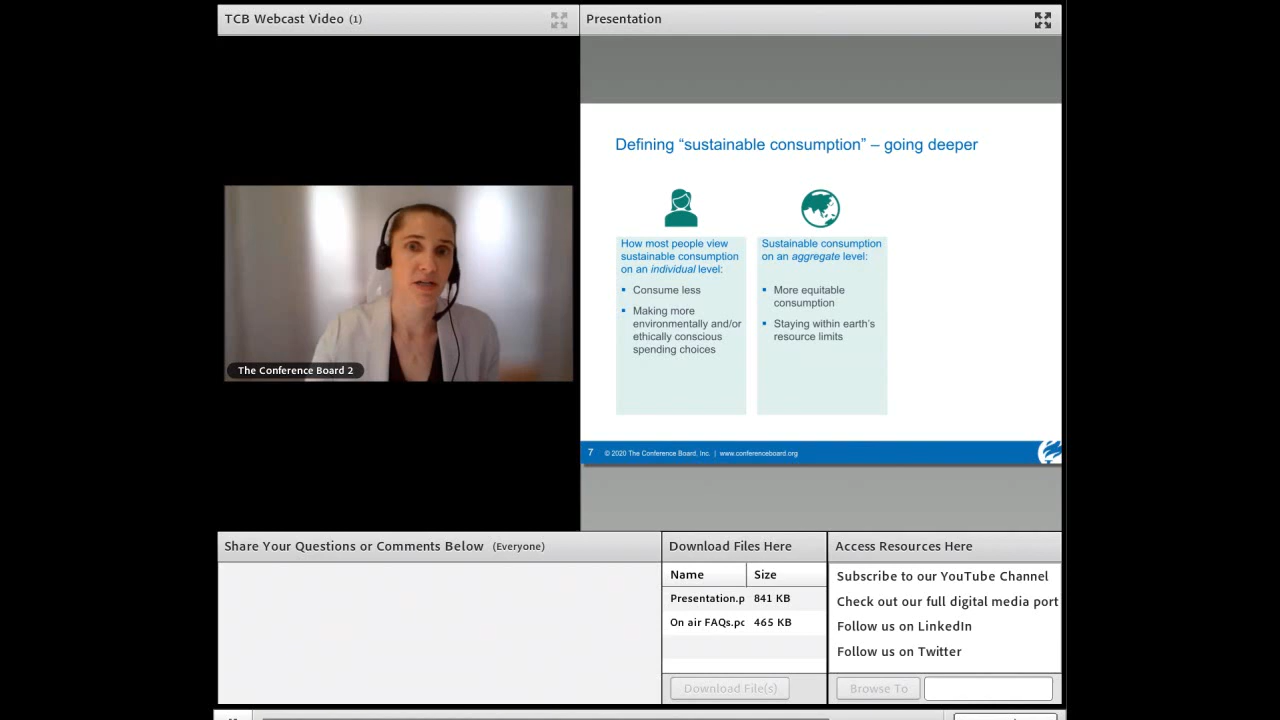 TCB Webcast Video (1)
Presentation
Defining “sustainable consumption” – going deeper
How most people view
sustainable consumption
on an individual level:
Consume less
Making more
environmentally and/or
ethically conscious
spending choices
Sustainable consumption
on an aggregate level:
More equitable
consumption
Staying within earth’s
resource limits
The Conference Board 2
7 © 2020 The Conference Board, Inc. | www.conferenceboard.org
Share Your Questions or Comments Below (Everyone)
Download Files Here
Name Size
Presentation.p 841 KB
On air FAQs.pc 465 KB
Download File(s)
Access Resources Here
Subscribe to our YouTube Channel
Check out our full digital media port
Follow us on LinkedIn
Follow us on Twitter
Browse To